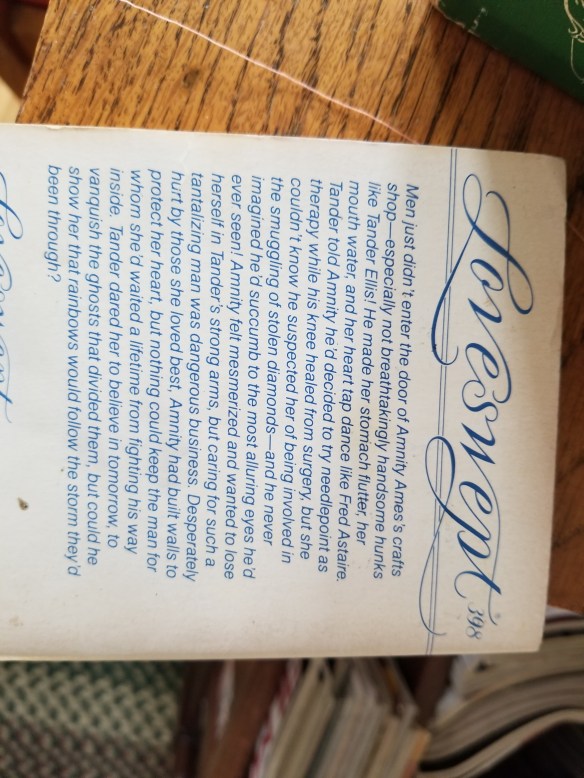 Loveswept 398
Men just didn't enter the door of Amnity Ames's crafts
shop—especially not breathtakingly handsome hunks
like Tander Ellis! He made her stomach flutter, her
mouth water, and her heart tap dance like Fred Astaire.
Tander told Amnity he'd decided to try needlepoint as
therapy while his knee healed from surgery, but she
couldn't know he suspected her of being involved in
the smuggling of stolen diamonds—and he never
imagined he'd succumb to the most alluring eyes he'd
ever seen! Amnity felt mesmerized and wanted to lose
herself in Tander's strong arms, but caring for such a
tantalizing man was dangerous business. Desperately
hurt by those she loved best, Amnity had built walls to
protect her heart, but nothing could keep the man for
whom she'd waited a lifetime from fighting his way
inside. Tander dared her to believe in tomorrow, to
vanquish the ghosts that divided them, but could he
show her that rainbows would follow the storm they'd
been through?
Loveswept